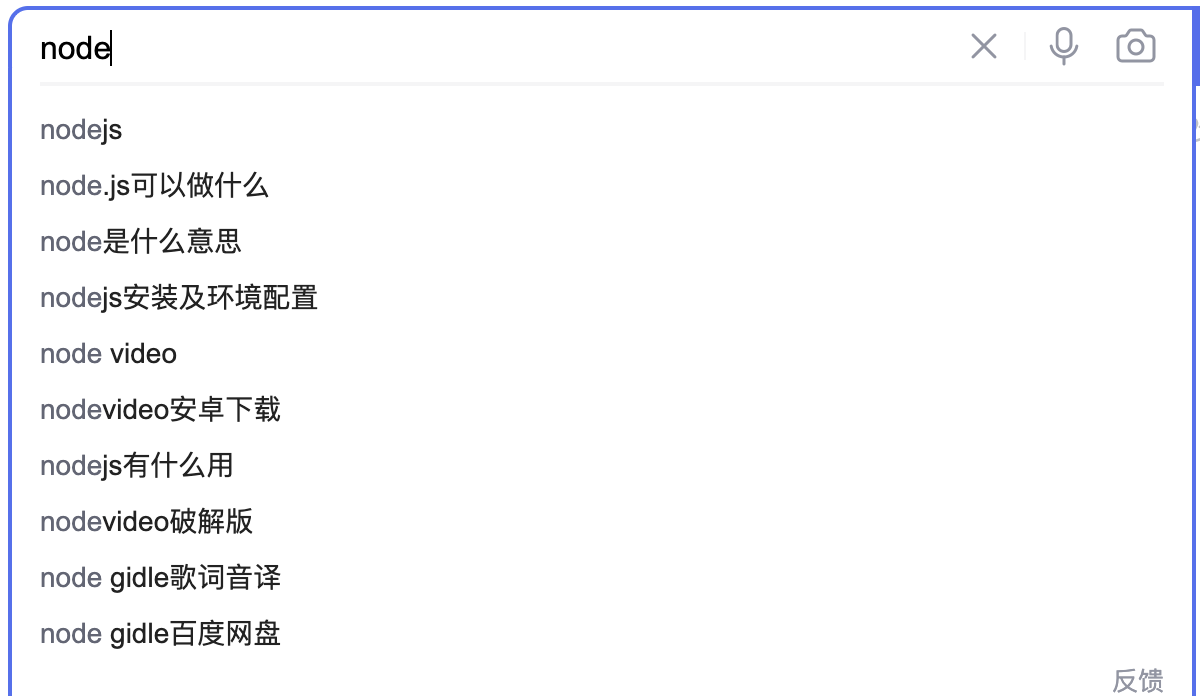 node
nodejs
node.js可以做什么
node是什么意思
nodejs安装及环境配置
node video
nodevideo安卓下载
nodejs有什么用
nodevideo破解版
node gidle歌词音译
node gidle百度网盘
反馈